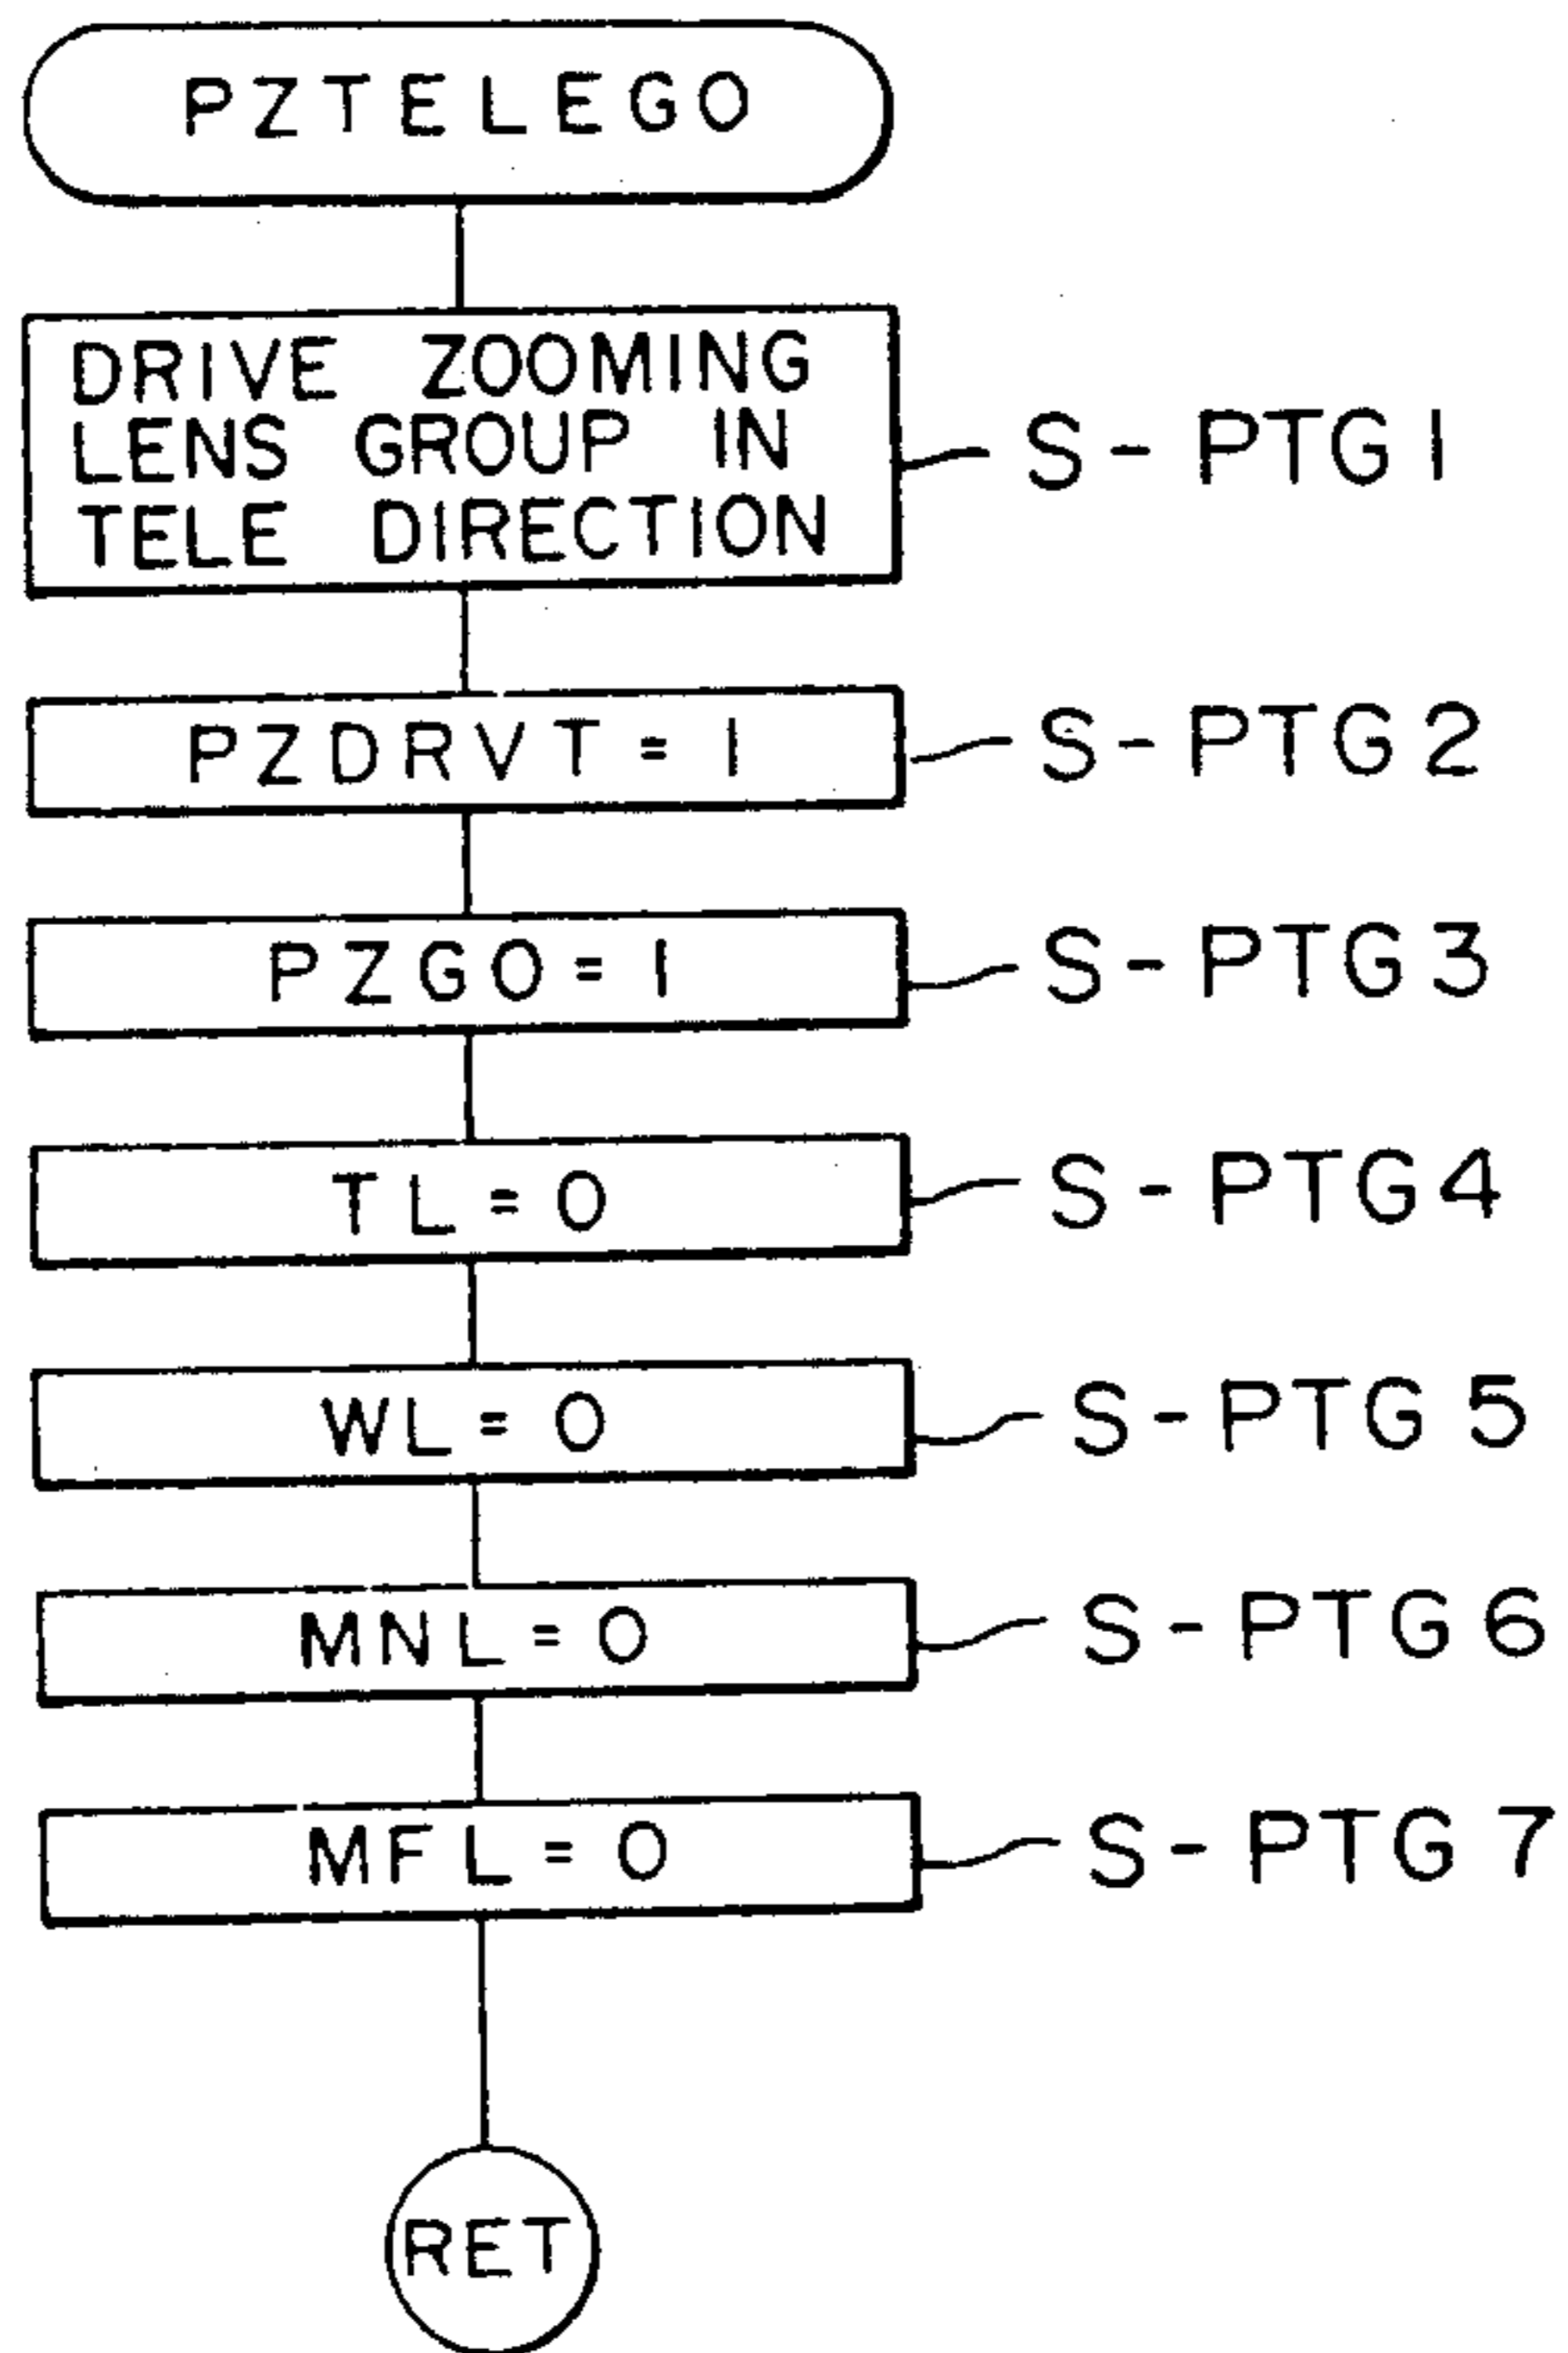 PZTELEGO
DRIVE ZOOMING
LENS GROUP IN
TELE DIRECTION
S-PTG1
PZDRVT=1
S-PTG2
PZGO=1
S-PTG3
TL=0
S-PTG4
WL=0
S-PTG5
MNL=0
S-PTG6
MFL=0
S-PTG7
RET